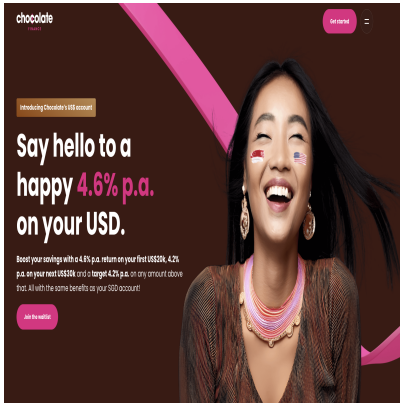 chocolate
FINANCE
Get started
Introducing Chocolate's US$ account
Say hello to a
happy 4.6% p.a.
on your USD.
Boost your savings with a 4.6% p.a. return on your first US$20k, 4.2%
p.a. on your next US$30k and a target 4.2% p.a. on any amount above
that. All with the same benefits as your SGD account!
Join the waitlist